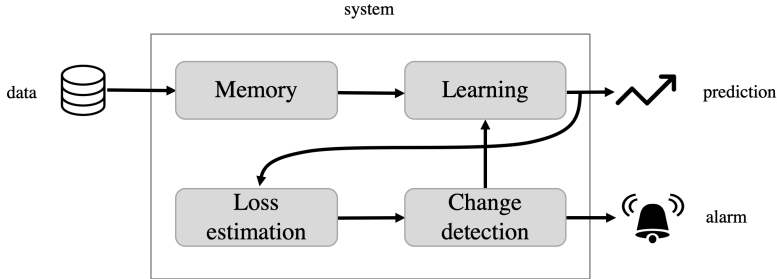 system
data
Memory
Learning
prediction
Loss
estimation
Change
detection
alarm